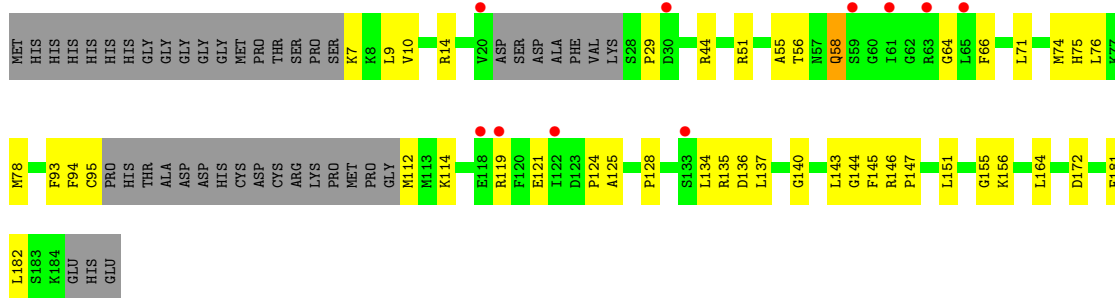 MET HIS HIS HIS HIS HIS HIS GLY GLY GLY GLY GLY MET PRO THR SER PRO SER K7 K8 L9 V10 R14 V20 ASP SER ASP ALA PHE VAL LYS S28 P29 D30 R44 R51 A55 T56 N57 Q58 S59 G60 I61 G62 R63 G64 L65 F66 L71 M74 H75 L76 K77
M78 F93 F94 C95 PRO HIS THR ALA ASP ASP HIS CYS ASP CYS ARG LYS PRO MET PRO GLY M112 M113 K114 E118 R119 F120 E121 I122 D123 P124 A125 P128 S133 L134 R135 D136 L137 G140 L143 G144 F145 R146 P147 L151 G155 K156 L164 D172
L182 S183 K184 GLU HIS GLU